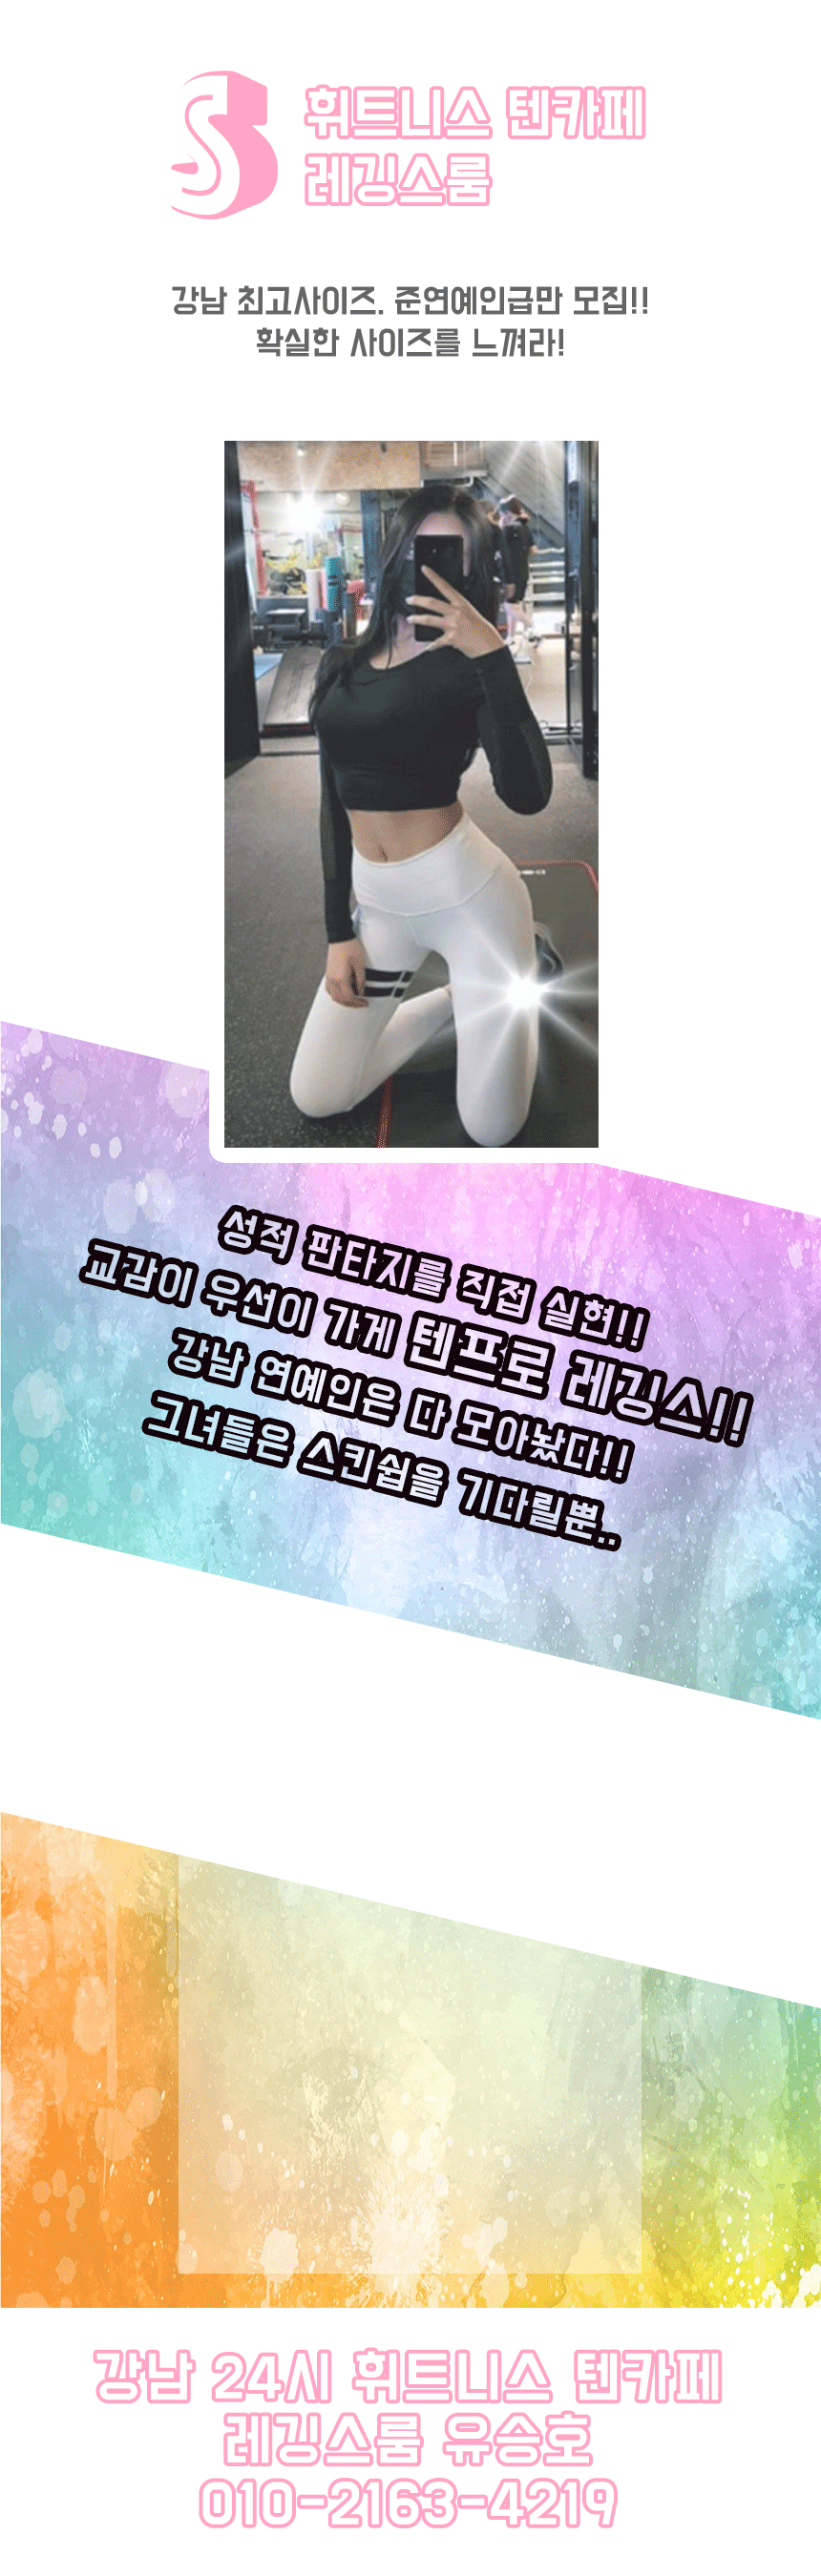 휘트니스 텐카페
레깅스룸
강남 최고사이즈. 준연예인급만 모집!!
확실한 사이즈를 느껴라!
성적 판타지를 직접 실현!!
교감이 우선이 가게 텐프로 레깅스!!
강남 연예인은 다 모아놨다!!
그녀들은 스킨쉽을 기다릴뿐..
강남 24시 휘트니스 텐카페
레깅스룸 유승호
010-2163-4219